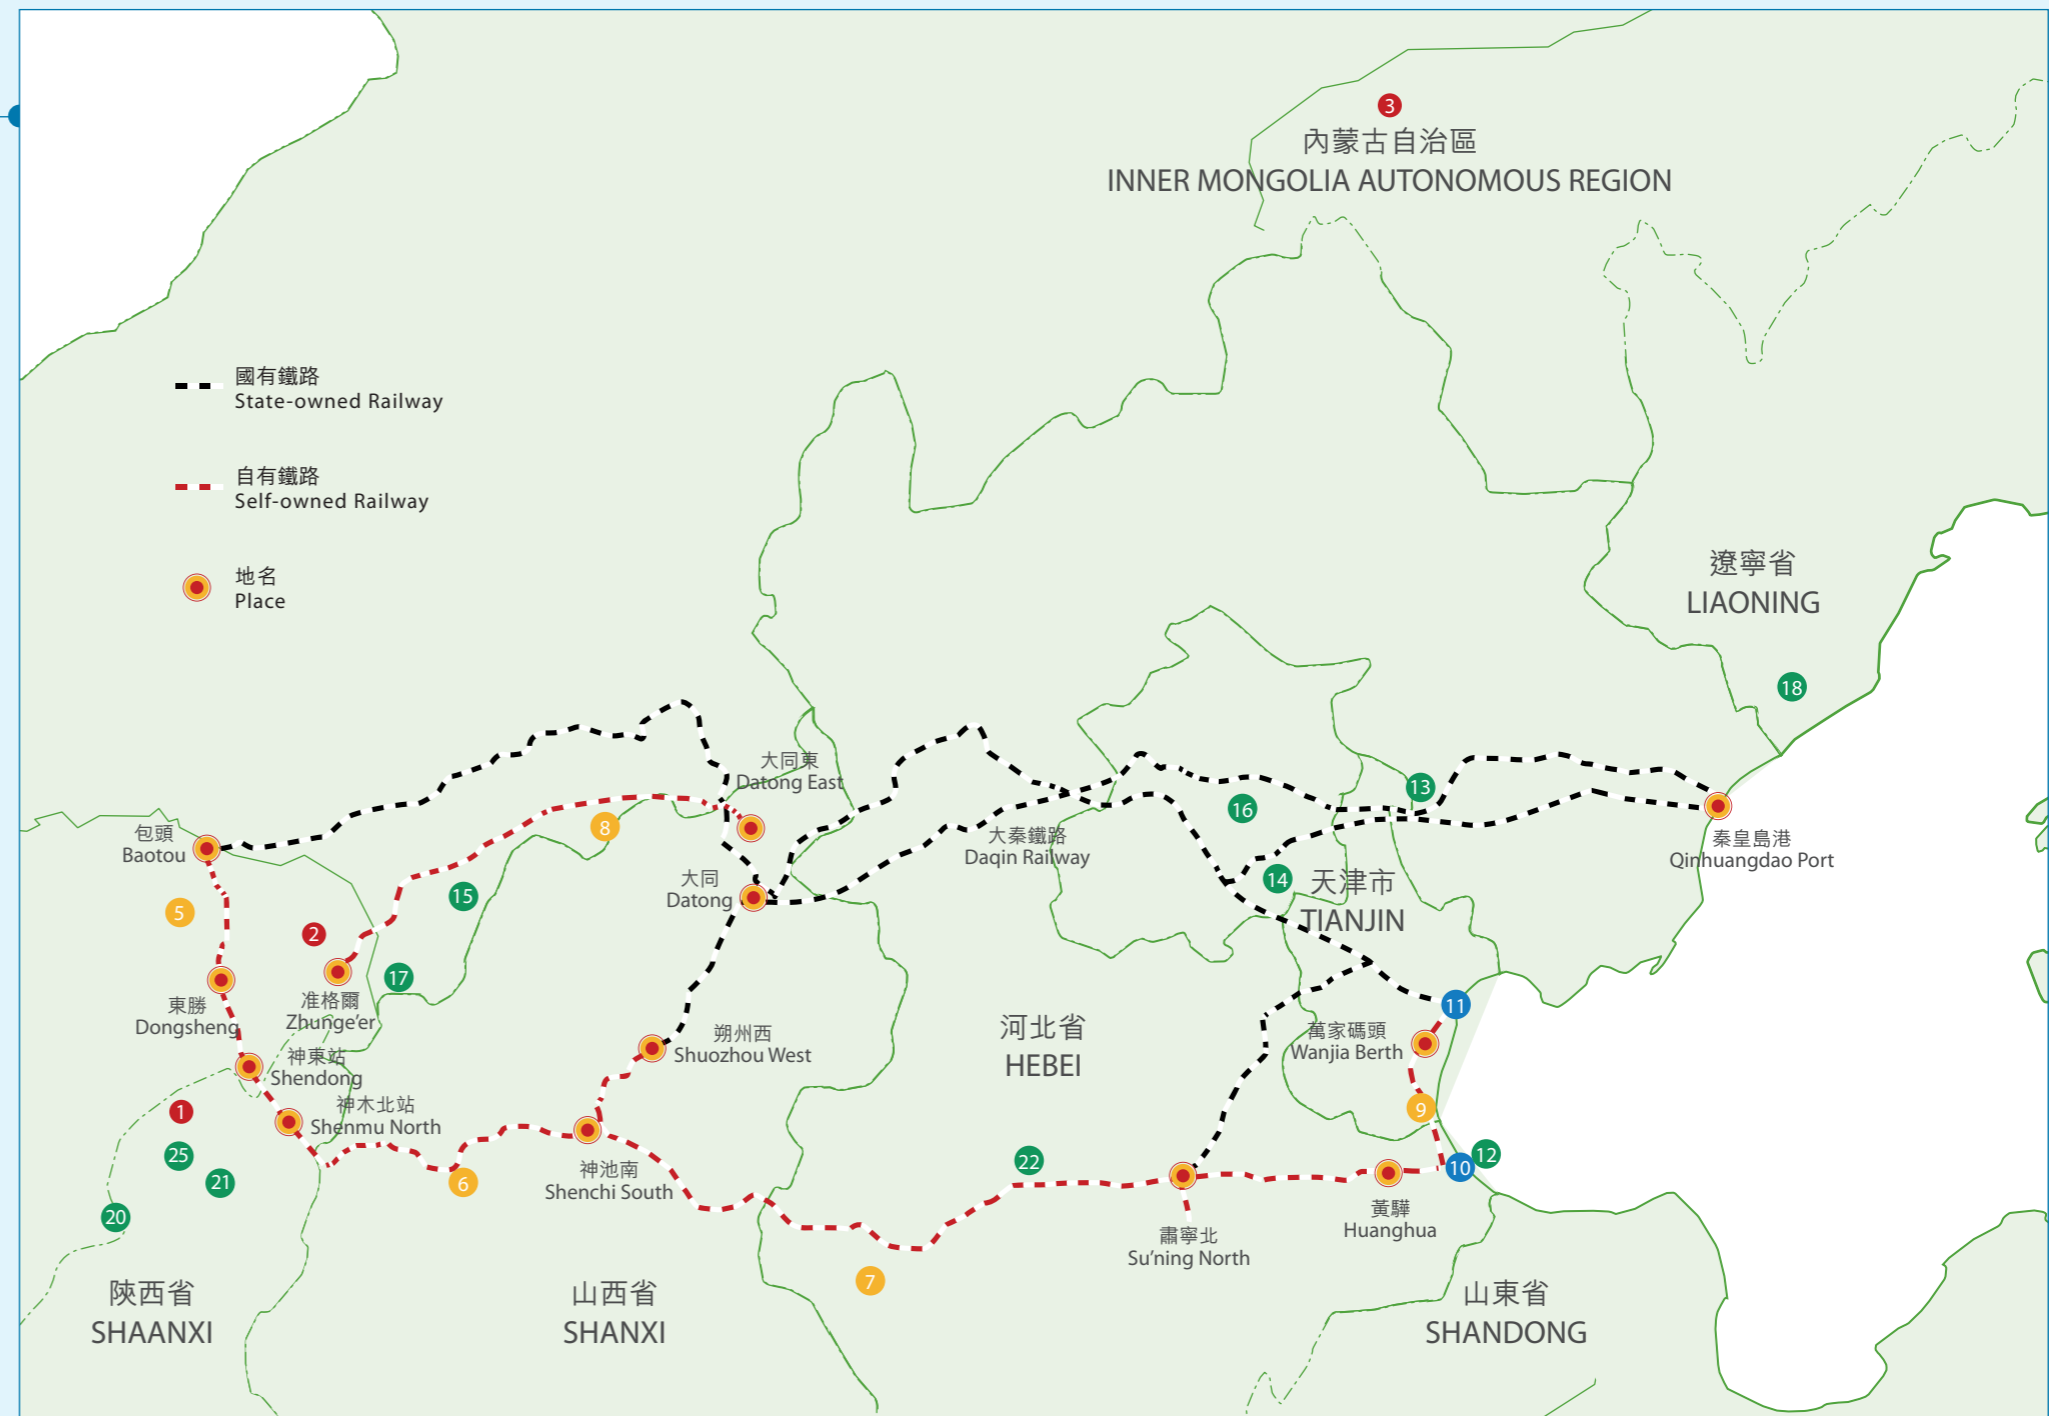 3
內蒙古自治區
INNER MONGOLIA AUTONOMOUS REGION
國有鐵路
State-owned Railway
自有鐵路
Self-owned Railway
地名
Place
遼寧省
LIAONING
18
大同東
Datong East
8
13
16
包頭
Baotou
大秦鐵路
Daqin Railway
秦皇島港
Qinhuangdao Port
5
15
大同
Datong
14
天津市
TIANJIN
2
17
東勝
Dongsheng
准格爾
Zhunge'er
朔州西
Shuozhou West
河北省
HEBEI
11
萬家碼頭
Wanjia Berth
神東站
Shendong
1
神木北站
Shenmu North
9
25
21
6
神池南
Shenchi South
22
10
12
20
黃驊
Huanghua
肅寧北
Su'ning North
7
陝西省
SHAANXI
山西省
SHANXI
山東省
SHANDONG